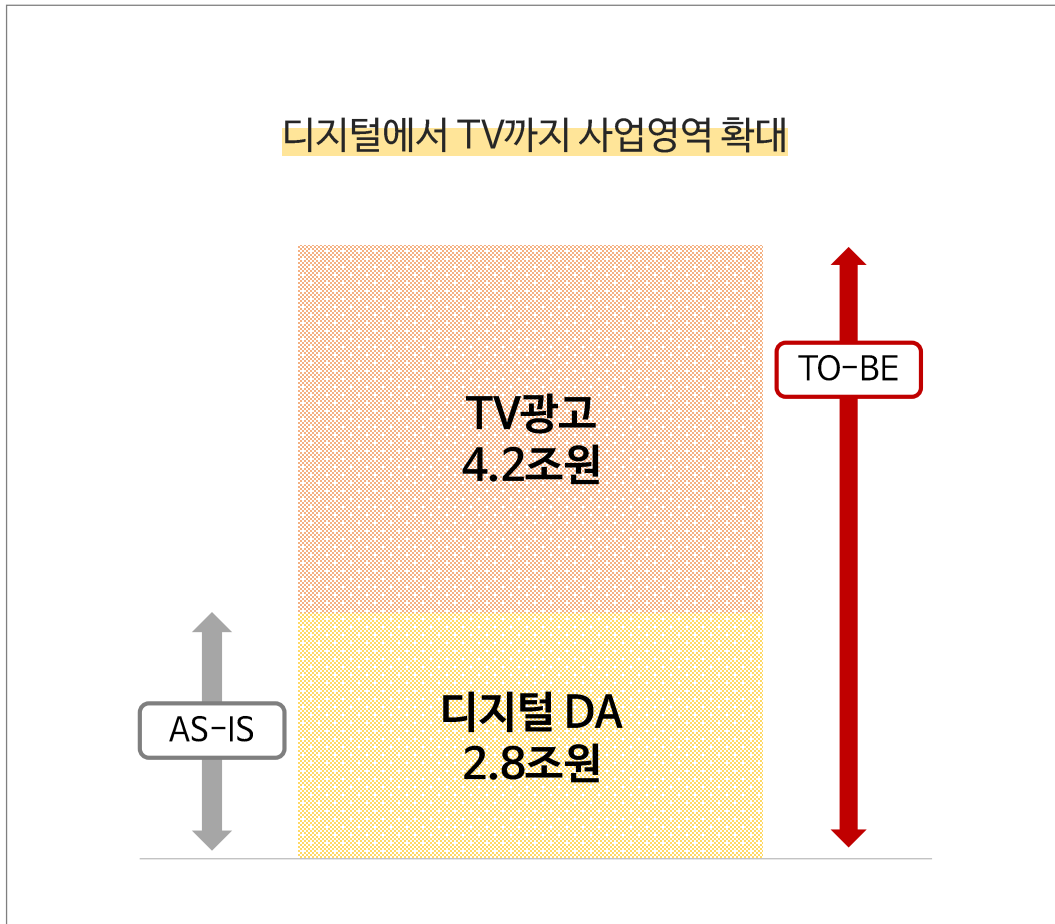 디지털에서 TV까지 사업영역 확대
TO-BE
TV광고
4.2조원
AS-IS
디지털 DA
2.8조원